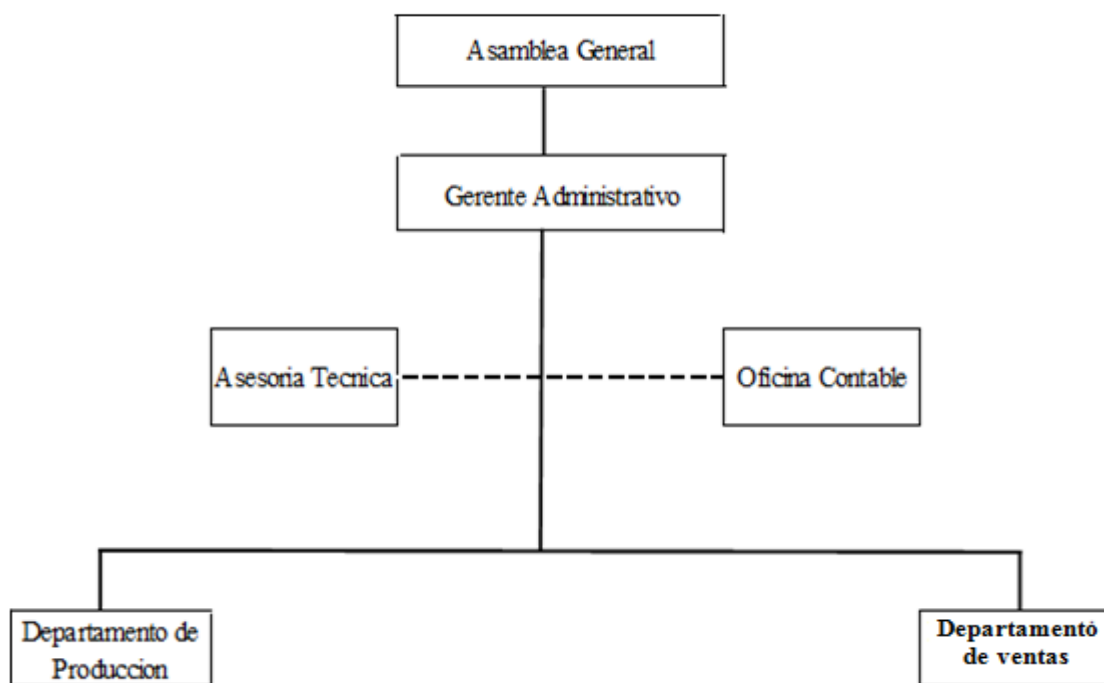 Asamblea General
Gerente Administrativo
Asesoria Tecnica
Oficina Contable
Departamento de
Produccion
Departamentó
de ventas